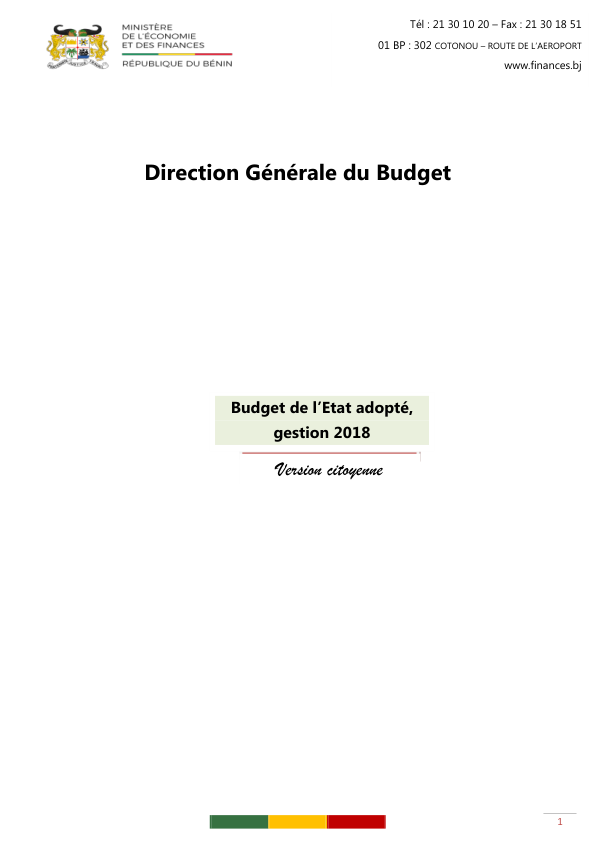 MINISTÈRE
DE L'ÉCONOMIE
ET DES FINANCES
RÉPUBLIQUE DU BÉNIN
Tél : 21 30 10 20 – Fax : 21 30 18 51
01 BP : 302 COTONOU – ROUTE DE L'AEROPORT
www.finances.bj
Direction Générale du Budget
Budget de l'Etat adopté,
gestion 2018
Version citoyenne
1